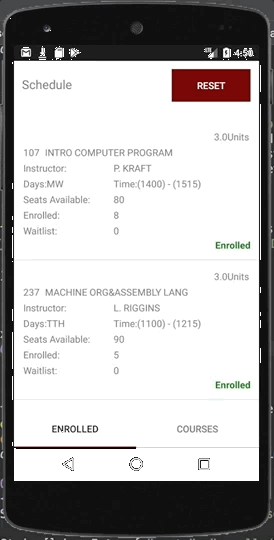 4:50
Schedule
RESET
3.0Units
107 INTRO COMPUTER PROGRAM
Instructor: P. KRAFT
Days:MW Time:(1400) - (1515)
Seats Available: 80
Enrolled: 8
Waitlist: 0
Enrolled
3.0Units
237 MACHINE ORG&ASSEMBLY LANG
Instructor: L. RIGGINS
Days:TTH Time:(1100) - (1215)
Seats Available: 90
Enrolled: 5
Waitlist: 0
Enrolled
ENROLLED COURSES